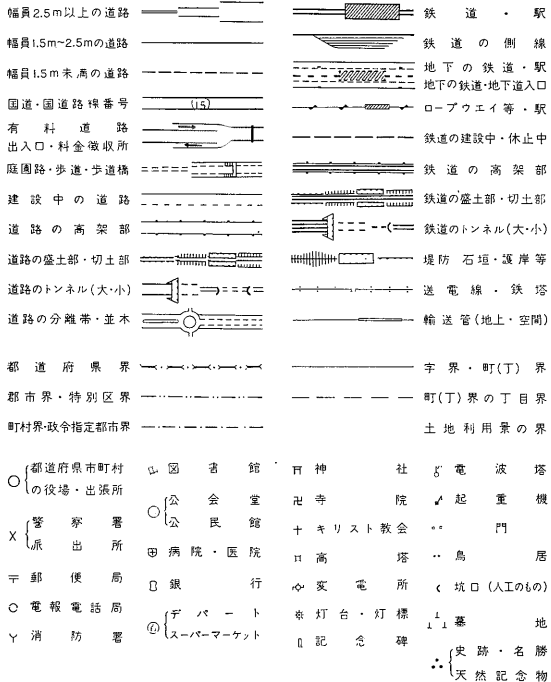 幅員2.5m以上の道路
幅員1.5m~2.5mの道路
幅員1.5m未満の道路
国道・国道路線番号
(15)
有料道路
出入口・料金徴収所
庭園路・歩道・歩道橋
建設中の道路
道路の高架部
道路の盛土部・切土部
道路のトンネル(大・小)
道路の分離帯・並木
鉄道・駅
鉄道の側線
地下の鉄道・駅
地下の鉄道・地下道入口
ロープウエイ等・駅
鉄道の建設中・休止中
鉄道の高架部
鉄道の盛土部・切土部
鉄道のトンネル(大・小)
堤防 石垣・護岸等
送電線・鉄塔
輸送管(地上・空間)
都道府県界
郡市界・特別区界
町村界・政令指定都市界
字界・町(丁)界
町(丁)界の丁目界
土地利用景の界
都道府県市町村
の役場・出張所
警察署
派出所
郵便局
電報電話局
消防署
図書館
公会堂
公民館
病院・医院
銀行
デパート
スーパーマーケット
神社
寺院
キリスト教会
高塔
変電所
灯台・灯標
記念碑
電波塔
起重機
門
鳥居
坑口(人工のもの)
墓地
史跡・名勝
天然記念物